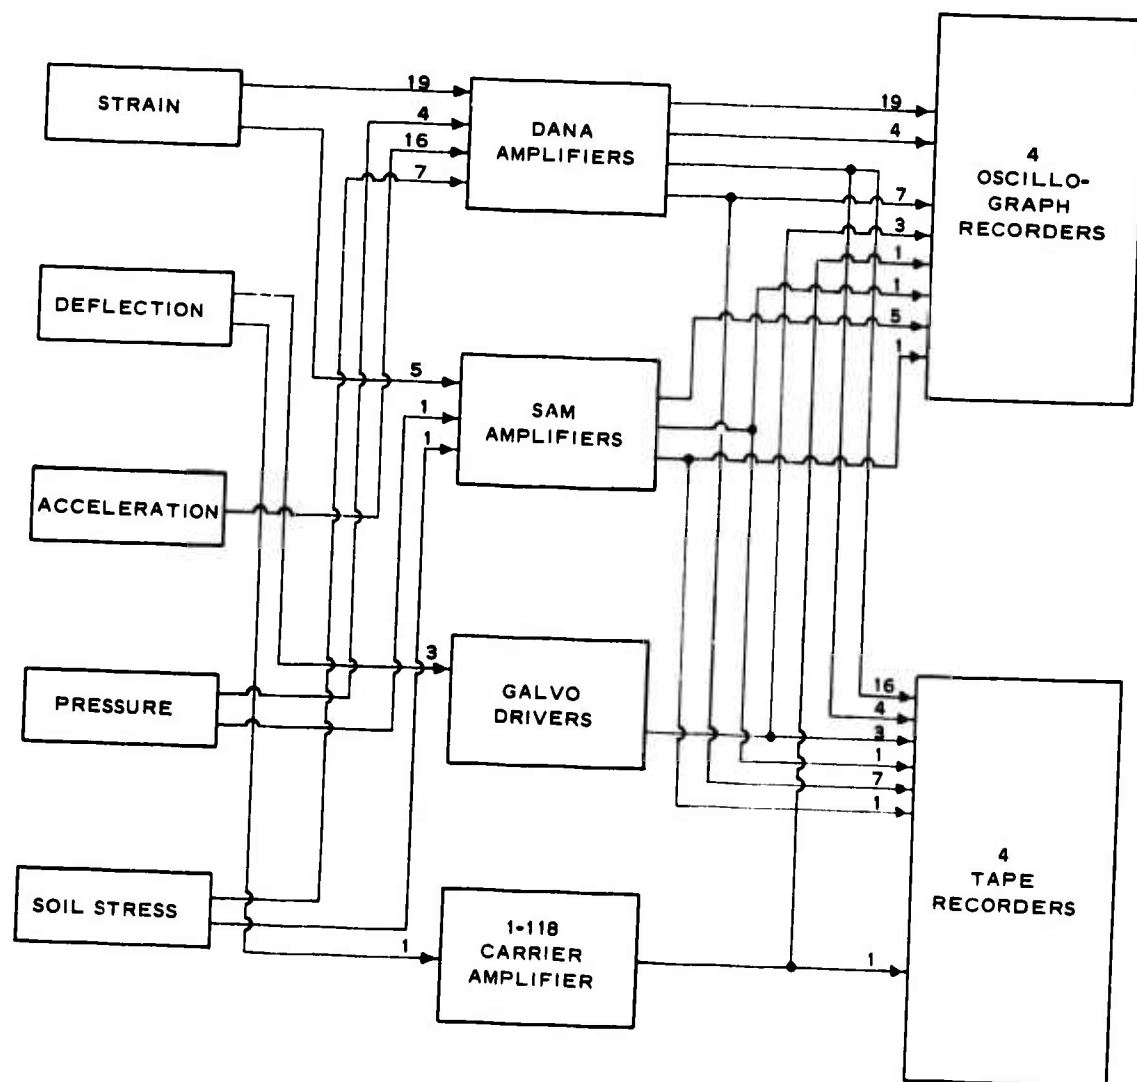 STRAIN
DEFLECTION
ACCELERATION
PRESSURE
SOIL STRESS
19
4
16
7
DANA
AMPLIFIERS
5
1
1
SAM
AMPLIFIERS
3
GALVO
DRIVERS
1
1-118
CARRIER
AMPLIFIER
19
4
7
3
1
1
5
1
4
OSCILLO-
GRAPH
RECORDERS
16
4
3
1
7
1
1
4
TAPE
RECORDERS